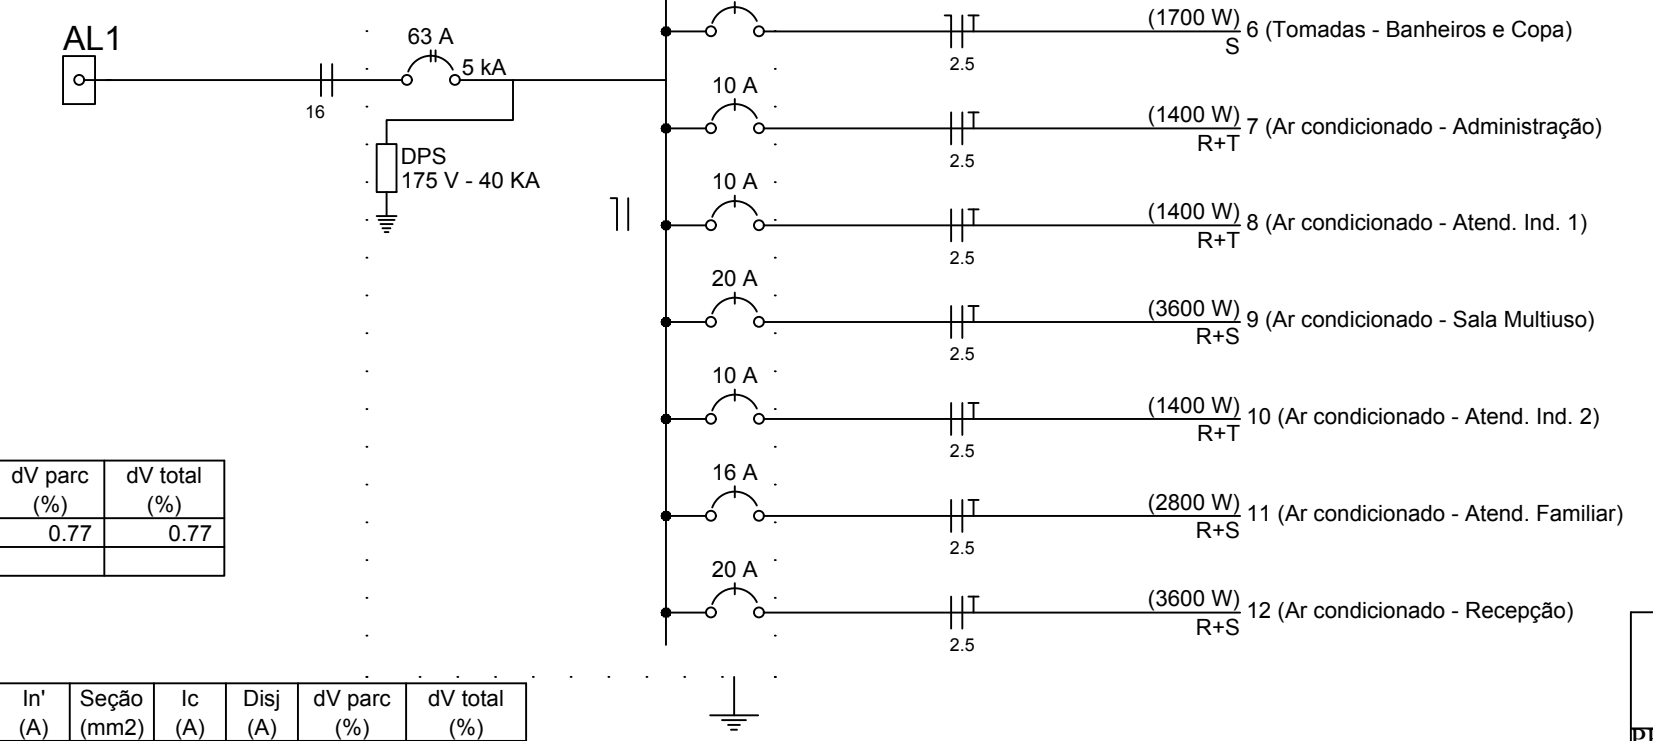 AL1
16
63 A
5 kA
DPS
175 V - 40 KA
2.5
(1700 W)
S
6 (Tomadas - Banheiros e Copa)
10 A
T
2.5
(1400 W)
R+T
7 (Ar condicionado - Administração)
10 A
T
2.5
(1400 W)
R+T
8 (Ar condicionado - Atend. Ind. 1)
20 A
T
2.5
(3600 W)
R+S
9 (Ar condicionado - Sala Multiuso)
10 A
T
2.5
(1400 W)
R+T
10 (Ar condicionado - Atend. Ind. 2)
16 A
T
2.5
(2800 W)
R+S
11 (Ar condicionado - Atend. Familiar)
20 A
T
2.5
(3600 W)
R+S
12 (Ar condicionado - Recepção)
dV parc dV total
(%) (%)
0.77 0.77
In' Seção Ic Disj dV parc dV total
(A) (mm2) (A) (A) (%) (%)